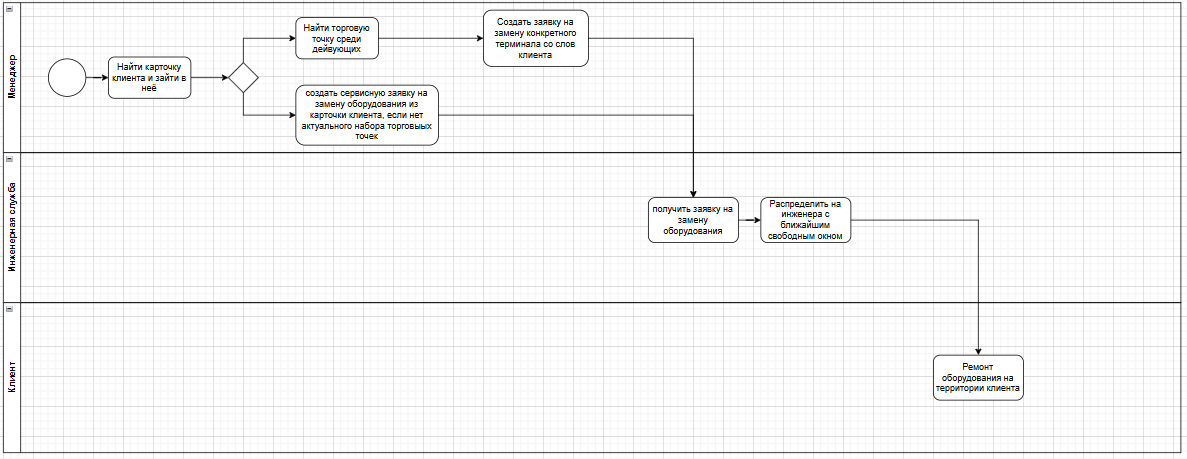 Менеджер
Найти карточку
клиента и зайти в
неё
Найти торговую
точку среди
дейвующих
Создать заявку на
замену конкретного
терминала со слов
клиента
создать сервисную заявку на
замену оборудования из
карточки клиента, если нет
актуального набора торговыых
точек
Инженерная служба
получить заявку на
замену
оборудования
Распределить на
инженера с
ближайшим
свободным окном
Клиент
Ремонт
оборудования на
территории клиента